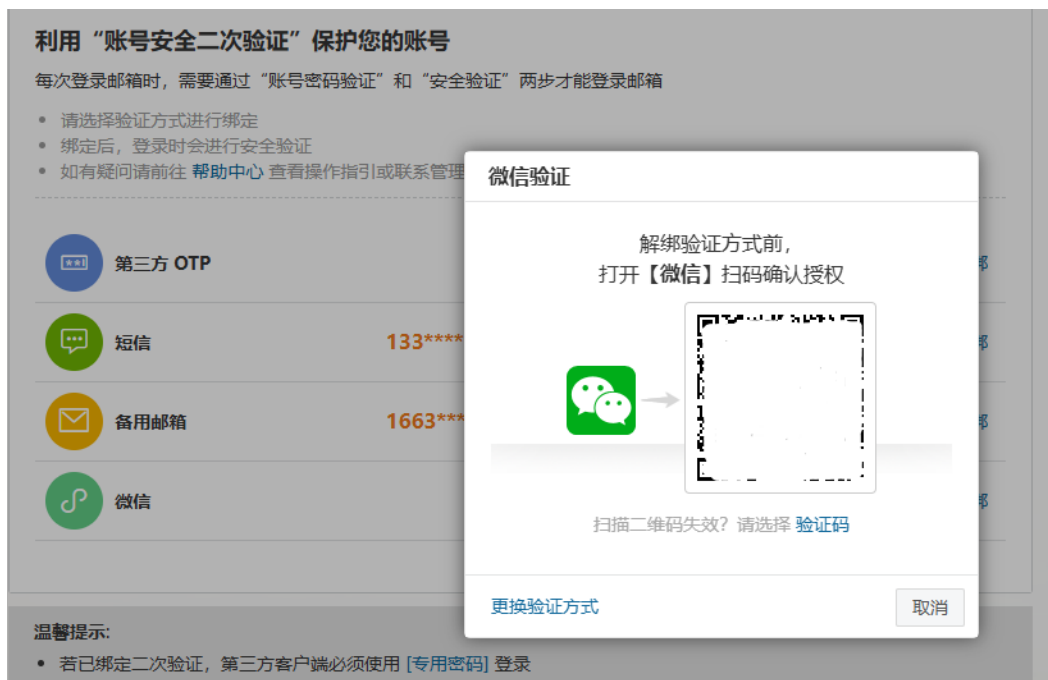 利用“账号安全二次验证”保护您的账号
每次登录邮箱时，需要通过“账号密码验证”和“安全验证”两步才能登录邮箱
请选择验证方式进行绑定
绑定后，登录时会进行安全验证
如有疑问请前往 帮助中心 查看操作指引或联系管理
第三方 OTP
短信
133****
备用邮箱
1663***
微信
微信验证
解绑验证方式前，
打开【微信】扫码确认授权
扫描二维码失效？请选择 验证码
更换验证方式
取消
温馨提示:
若已绑定二次验证，第三方客户端必须使用 [专用密码] 登录